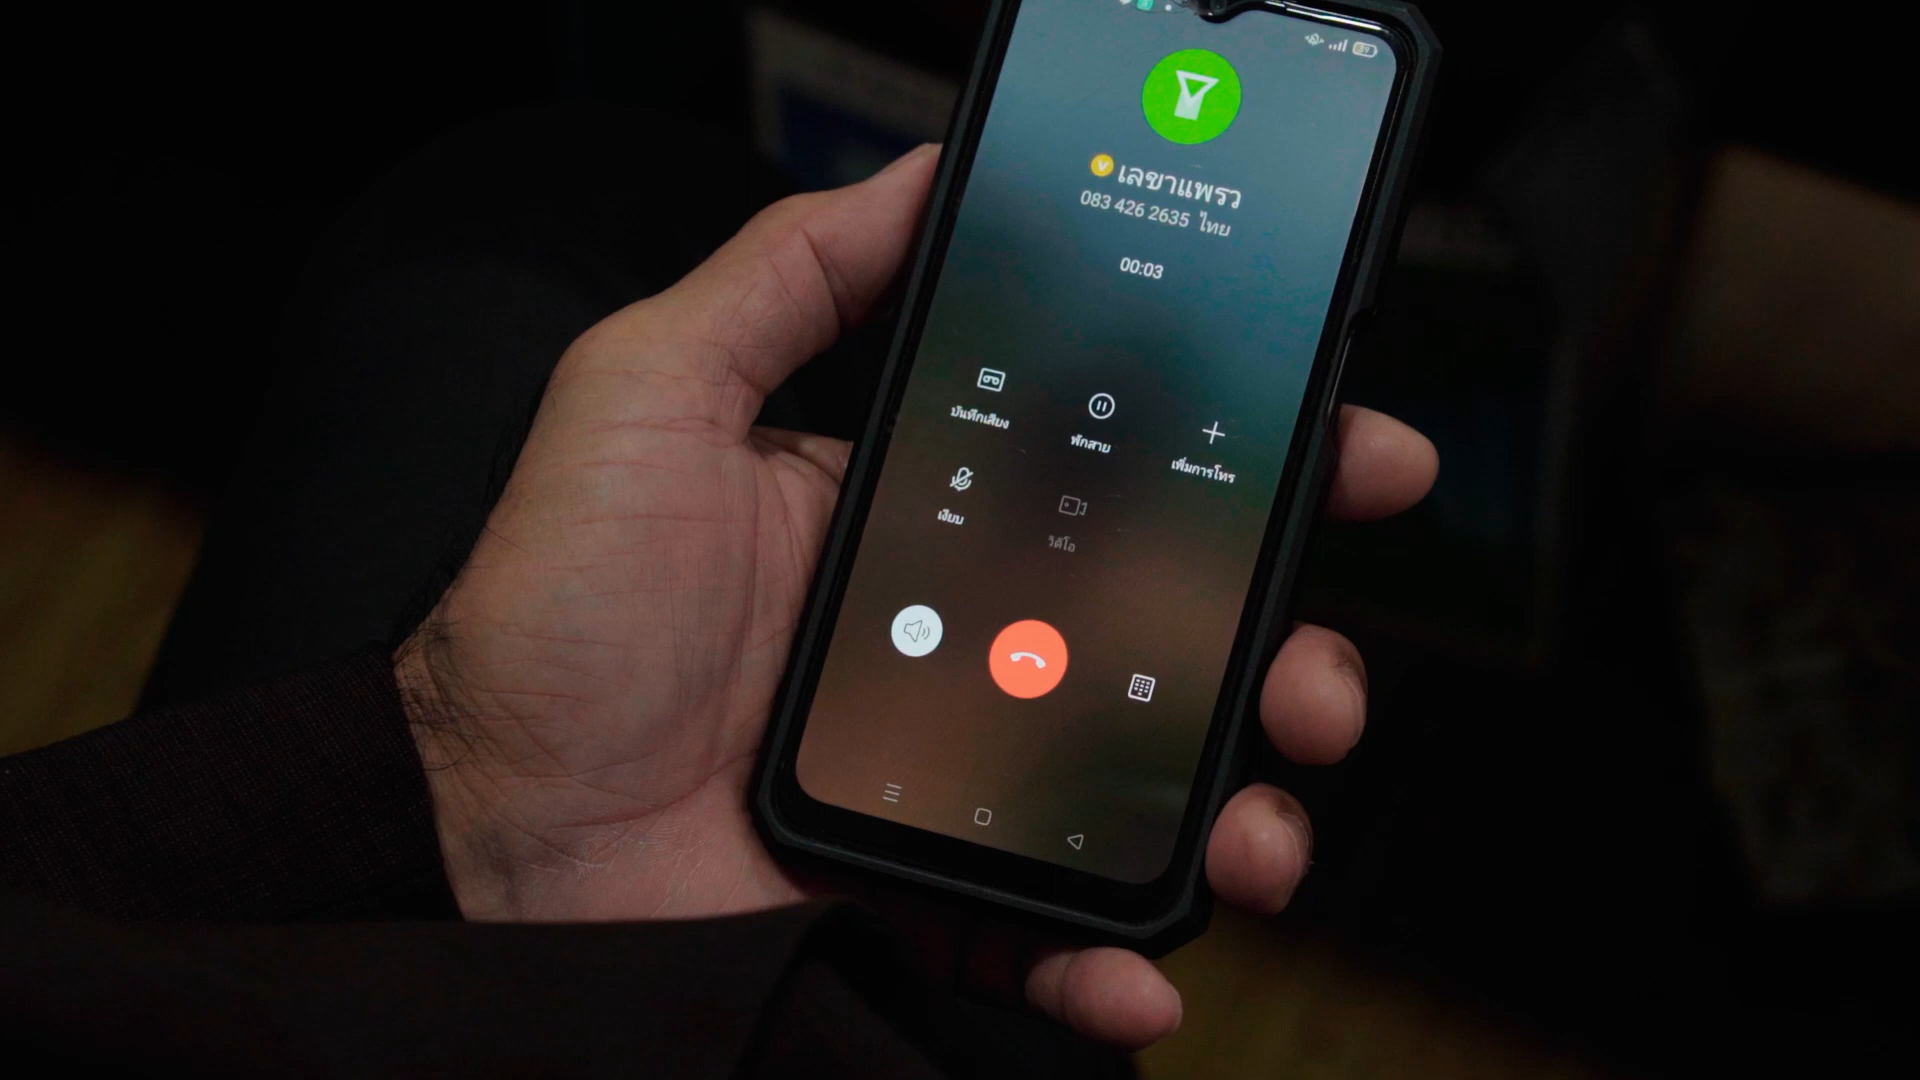 เลขาแพรว
083 426 2635 ไทย
00:03
บันทึกเสียง
พักสาย
เพิ่มการโทร
เงียบ
วิดีโอ